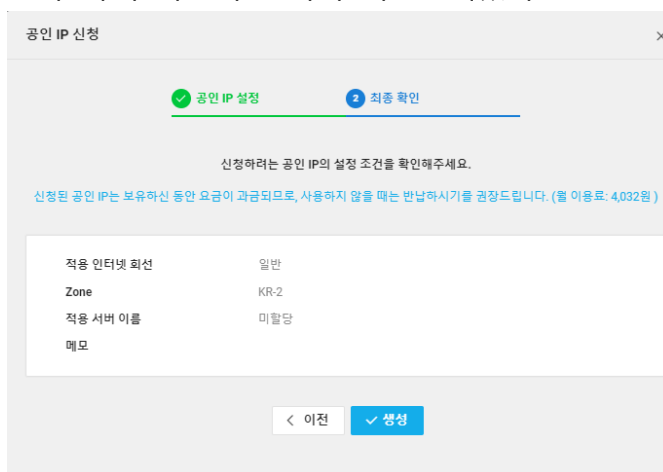 공인 IP 신청
공인 IP 설정
2 최종 확인
신청하려는 공인 IP의 설정 조건을 확인해주세요.
신청된 공인 IP는 보유하신 동안 요금이 과금되므로, 사용하지 않을 때는 반납하시기를 권장드립니다. (월 이용료: 4,032원 )
적용 인터넷 회선 일반
Zone KR-2
적용 서버 이름 미할당
메모
< 이전
생성